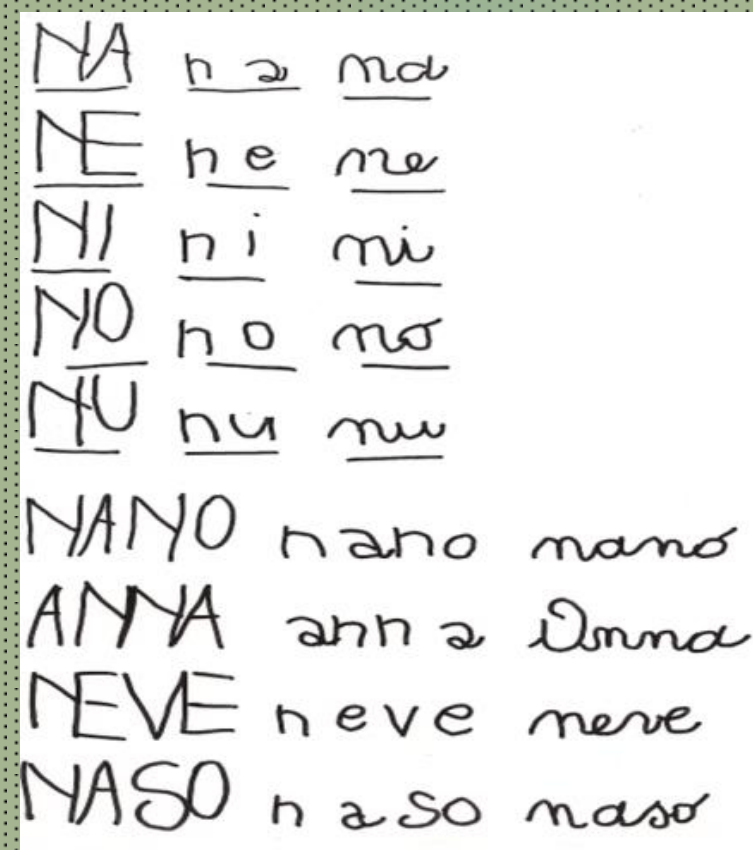 NA na na
NE ne ne
NI ni ni
NO no no
NU nu nu
NANO nano nano
ANNA anna Anna
NEVE neve neve
NASO naso naso